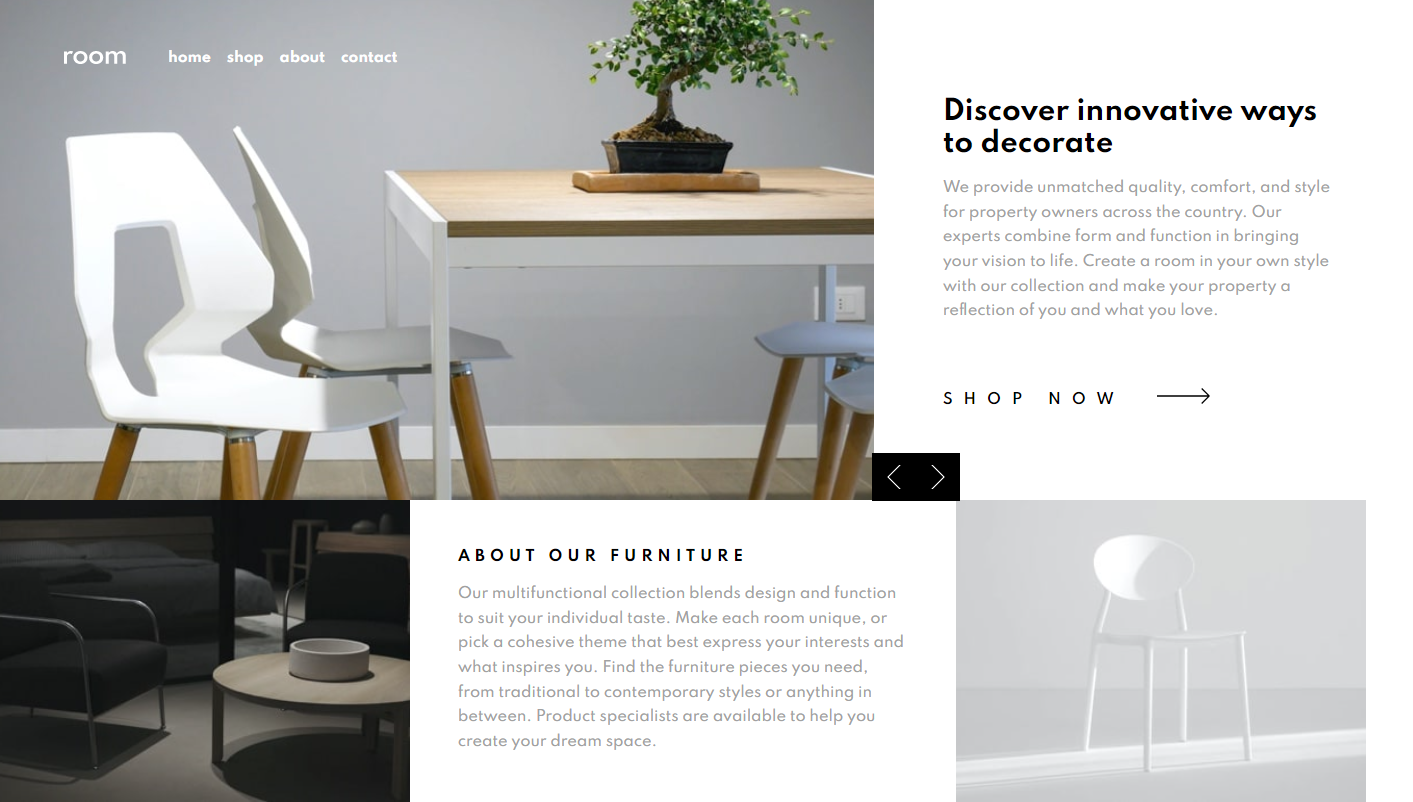 room
home shop about contact
Discover innovative ways
to decorate
We provide unmatched quality, comfort, and style
for property owners across the country. Our
experts combine form and function in bringing
your vision to life. Create a room in your own style
with our collection and make your property a
reflection of you and what you love.
SHOP NOW
ABOUT OUR FURNITURE
Our multifunctional collection blends design and function
to suit your individual taste. Make each room unique, or
pick a cohesive theme that best express your interests and
what inspires you. Find the furniture pieces you need,
from traditional to contemporary styles or anything in
between. Product specialists are available to help you
create your dream space.